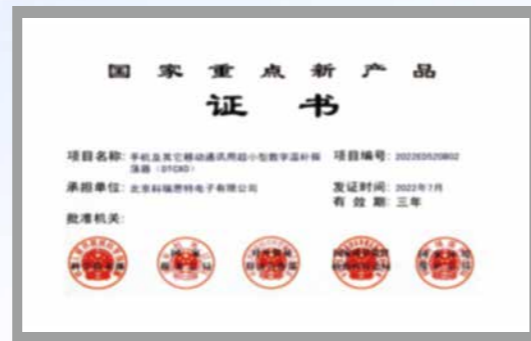 国家重点新产品
证书
项目名称：手机及其它移动通讯用超小型数字温补振
荡器（DTCXO）
项目编号：
承担单位：北京科瑞思特电子有限公司
发证时间：2022年7月
有效期：三年
批准机关：